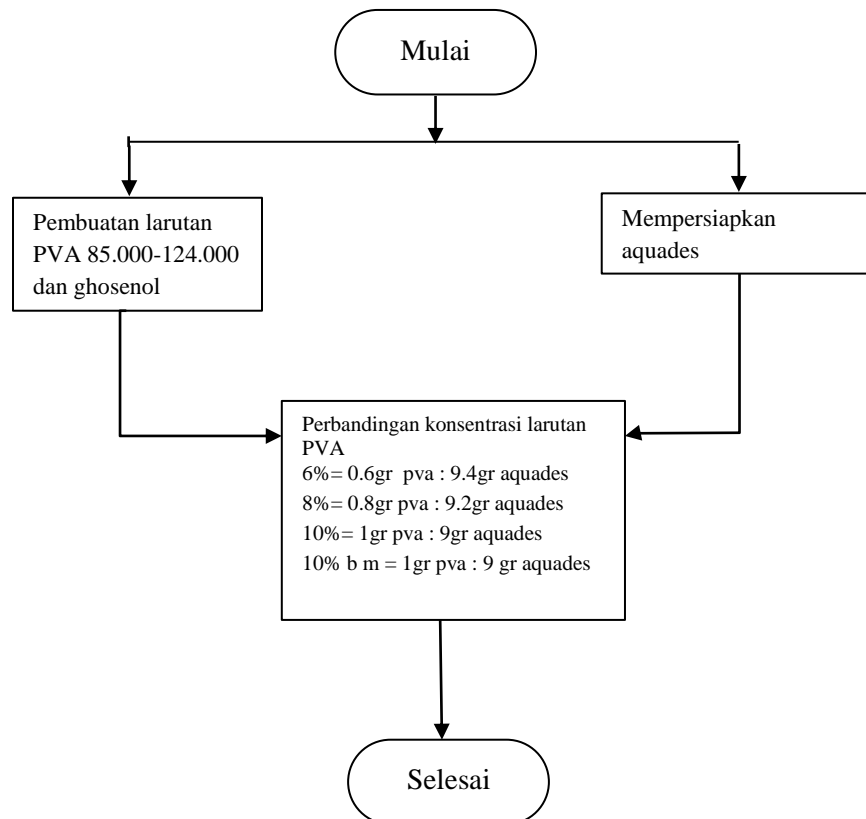 Mulai
Pembuatan larutan
PVA 85.000-124.000
dan ghosenol
Mempersiapkan
aquades
Perbandingan konsentrasi larutan
PVA
6%= 0.6gr pva : 9.4gr aquades
8%= 0.8gr pva : 9.2gr aquades
10%= 1gr pva : 9gr aquades
10% b m = 1gr pva : 9 gr aquades
Selesai